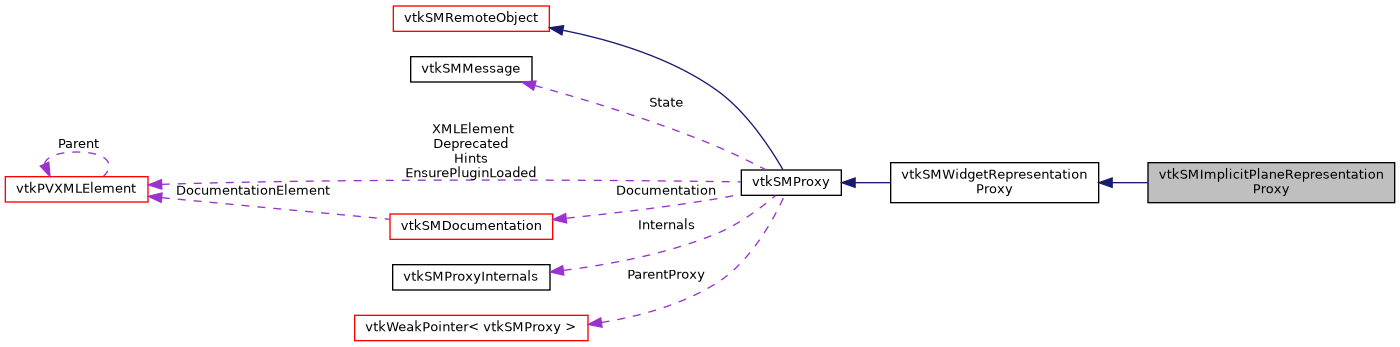 vtkSMRemoteObject
vtkSMMessage
State
XMLElement
Deprecated
Hints
EnsurePluginLoaded
Parent
vtkPVXMLElement
DocumentationElement
Documentation
vtkSMProxy
vtkSMWidgetRepresentation
Proxy
vtkSMImplicitPlaneRepresentation
Proxy
vtkSMDocumentation
Internals
vtkSMProxyInternals
ParentProxy
vtkWeakPointer< vtkSMProxy >